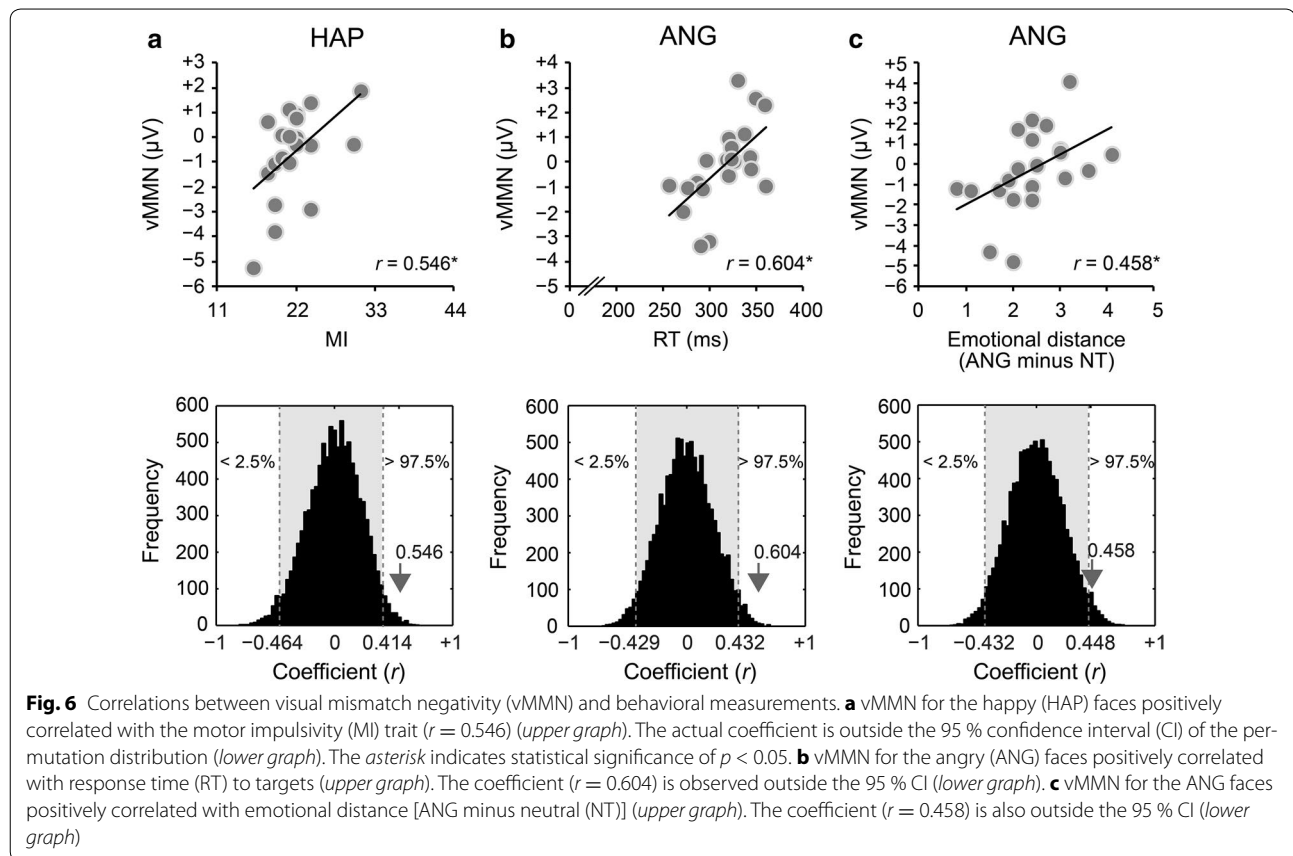 a HAP
vMMN (µV)
+3
+2
+1
0
−1
−2
−3
−4
−5
−6
r = 0.546*
11 22 33 44
MI
b ANG
vMMN (µV)
+4
+3
+2
+1
0
−1
−2
−3
−4
−5
r = 0.604*
0 200 250 300 350 400
RT (ms)
c ANG
vMMN (µV)
+5
+4
+3
+2
+1
0
−1
−2
−3
−4
−5
−6
r = 0.458*
0 1 2 3 4 5
Emotional distance
(ANG minus NT)
Frequency
600
500
400
300
200
100
0
< 2.5% > 97.5%
0.546
−1 −0.464 0 0.414 +1
Coefficient (r)
Frequency
600
500
400
300
200
100
0
< 2.5% > 97.5%
0.604
−1 −0.429 0 0.432 +1
Coefficient (r)
Frequency
600
500
400
300
200
100
0
< 2.5% > 97.5%
0.458
−1 −0.432 0 0.448 +1
Coefficient (r)
Fig. 6 Correlations between visual mismatch negativity (vMMN) and behavioral measurements. a vMMN for the happy (HAP) faces positively
correlated with the motor impulsivity (MI) trait (r = 0.546) (upper graph). The actual coefficient is outside the 95 % confidence interval (CI) of the per-
mutation distribution (lower graph). The asterisk indicates statistical significance of p < 0.05. b vMMN for the angry (ANG) faces positively correlated
with response time (RT) to targets (upper graph). The coefficient (r = 0.604) is observed outside the 95 % CI (lower graph). c vMMN for the ANG faces
positively correlated with emotional distance [ANG minus neutral (NT)] (upper graph). The coefficient (r = 0.458) is also outside the 95 % CI (lower
graph)